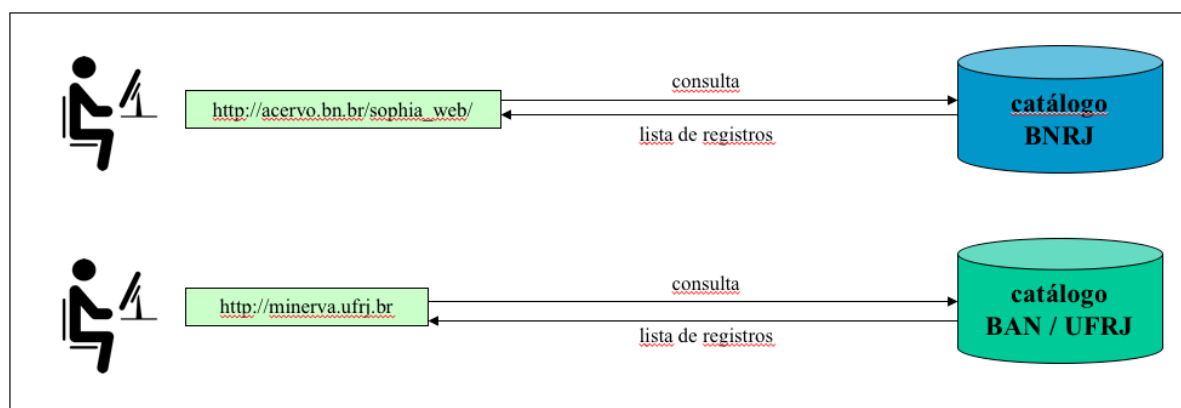 consulta
http://acervo.bn.br/sophia_web/
lista de registros
catálogo
BNRJ
consulta
http://minerva.ufrj.br
lista de registros
catálogo
BAN / UFRJ